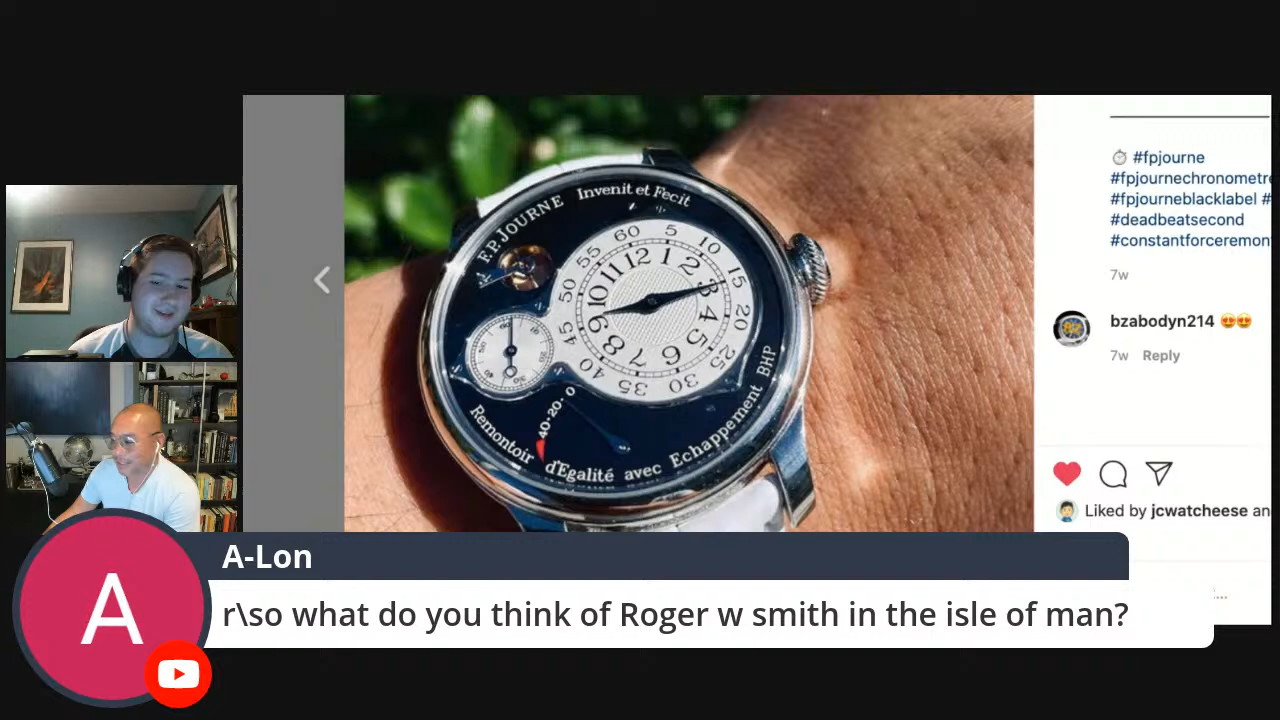 F.P.JOURNE Invenit et Fecit
60 5 10 15 20 25 30 35 40 45 50 55
12 1 2 3 4 5 6 7 8 9 10 11
60 20 30
40·20·0
Remontoir d'Egalité avec Echappement BHP
#fpjourne
#fpjournechronometre
#fpjourneblacklabel #
#deadbeatsecond
#constantforceremon
7w
bzabodyn214 😍😍
7w Reply
Liked by jcwatcheese an
A-Lon
A r\so what do you think of Roger w smith in the isle of man?
...